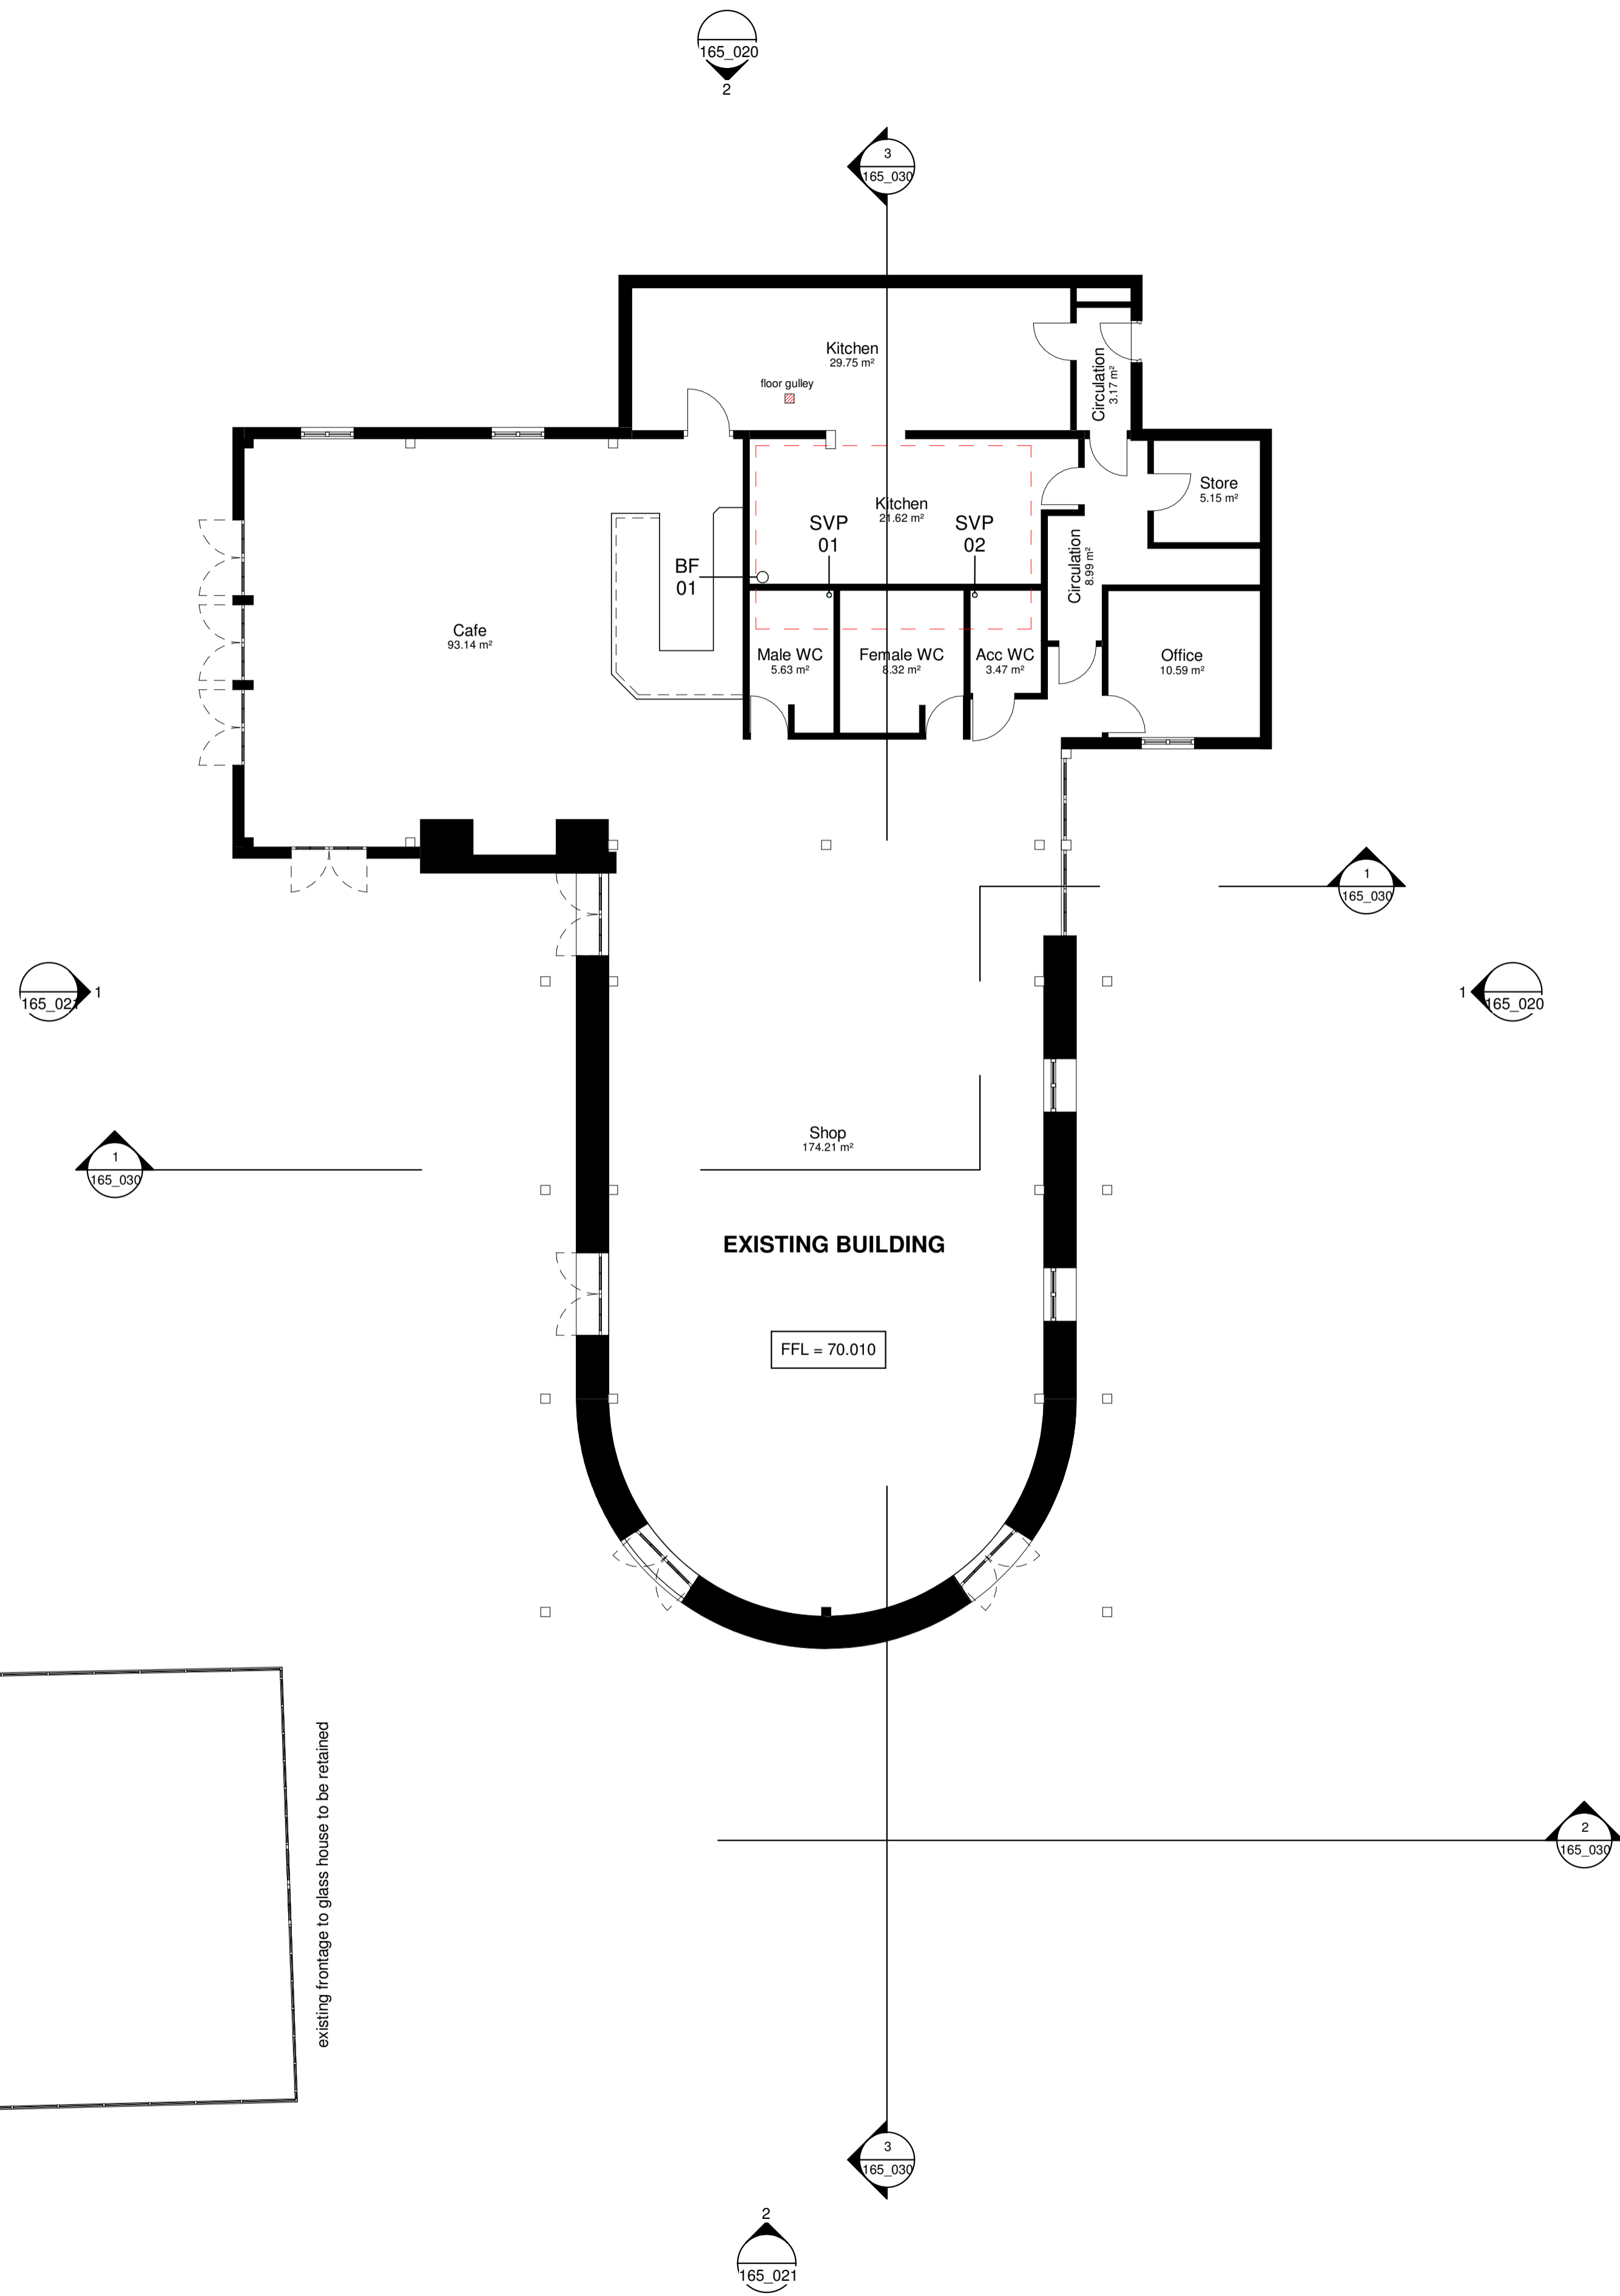 165_020
2
3
165_030
Kitchen
29.75 m²
floor gulley
Circulation
3.17 m²
Store
5.15 m²
Kitchen
21.62 m²
SVP
01
SVP
02
BF
01
Circulation
8.99 m²
Cafe
93.14 m²
Male WC
5.63 m²
Female WC
8.32 m²
Acc WC
3.47 m²
Office
10.59 m²
1
165_030
165_021
1
1
165_020
Shop
174.21 m²
1
165_030
EXISTING BUILDING
FFL = 70.010
existing frontage to glass house to be retained
2
165_030
3
165_030
2
165_021